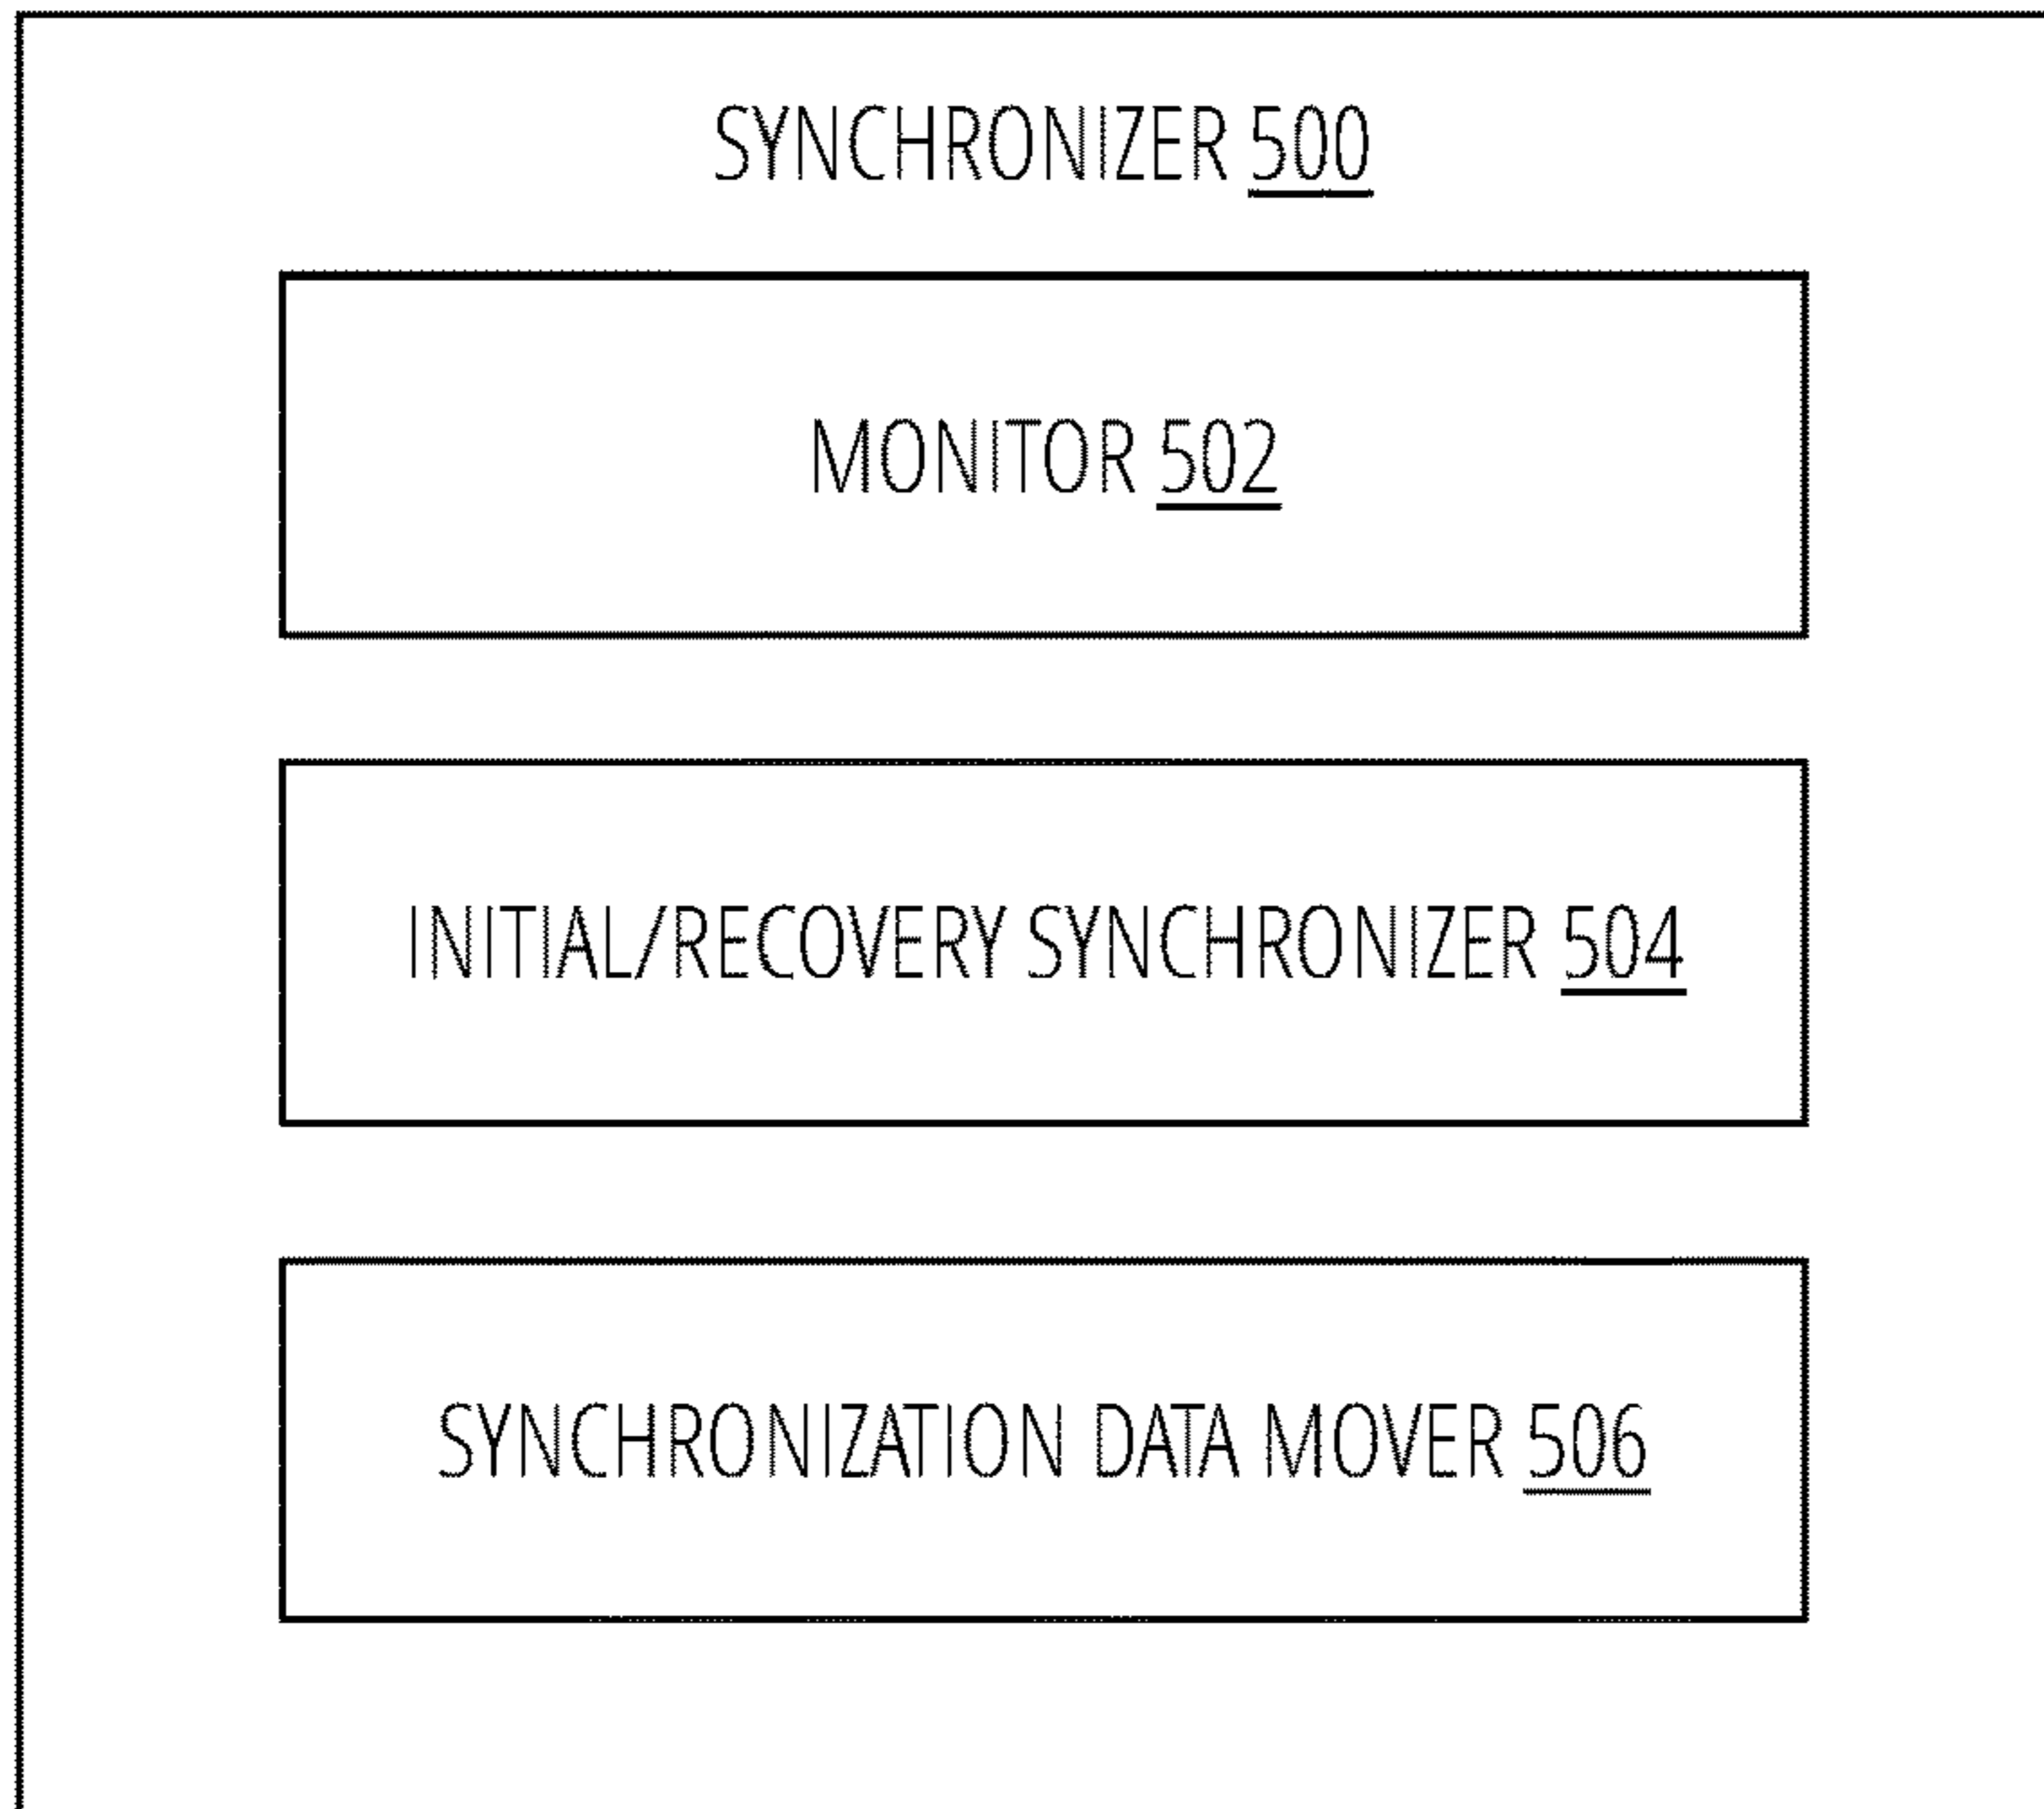 SYNCHRONIZER 500
MONITOR 502
INITIAL/RECOVERY SYNCHRONIZER 504
SYNCHRONIZATION DATA MOVER 506